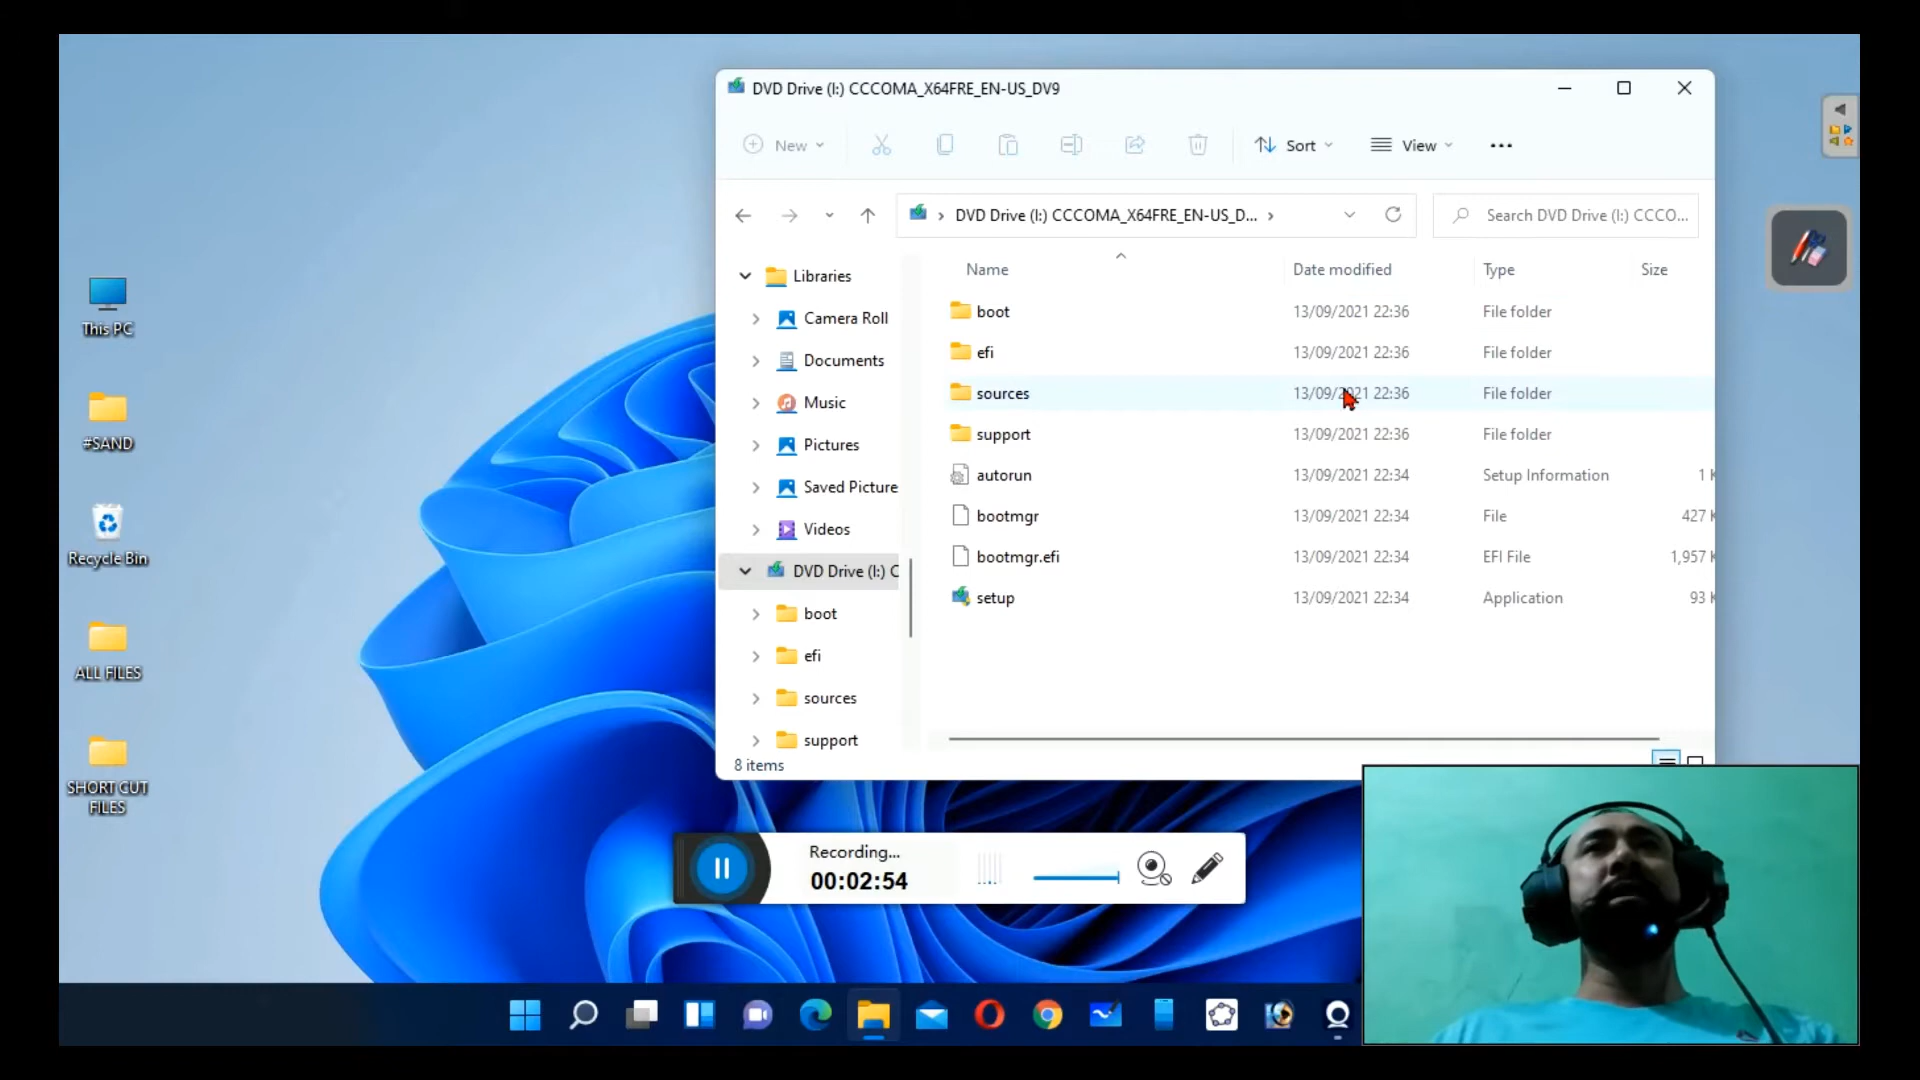 This PC
#SAND
Recycle Bin
ALL FILES
SHORT CUT
FILES
DVD Drive (I:) CCCOMA_X64FRE_EN-US_DV9
New
Sort
View
DVD Drive (I:) CCCOMA_X64FRE_EN-US_D...
Search DVD Drive (I:) CCCO...
Libraries
Camera Roll
Documents
Music
Pictures
Saved Picture
Videos
DVD Drive (I:) C
boot
efi
sources
support
Name Date modified Type Size
boot 13/09/2021 22:36 File folder
efi 13/09/2021 22:36 File folder
sources 13/09/2021 22:36 File folder
support 13/09/2021 22:36 File folder
autorun 13/09/2021 22:34 Setup Information 1 K
bootmgr 13/09/2021 22:34 File 427 K
bootmgr.efi 13/09/2021 22:34 EFI File 1,957 K
setup 13/09/2021 22:34 Application 93 K
8 items
Recording...
00:02:54